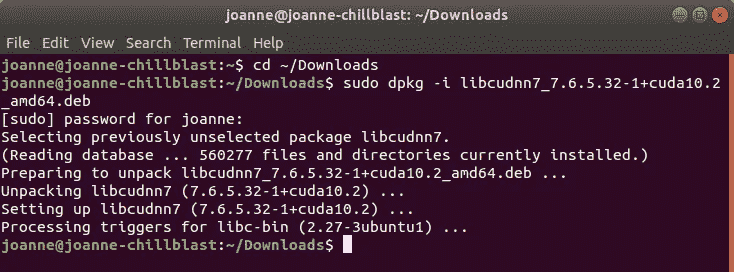 joanne@joanne-chillblast: ~/Downloads
File Edit View Search Terminal Help
joanne@joanne-chillblast:~$ cd ~/Downloads
joanne@joanne-chillblast:~/Downloads$ sudo dpkg -i libcudnn7_7.6.5.32-1+cuda10.2
_amd64.deb
[sudo] password for joanne:
Selecting previously unselected package libcudnn7.
(Reading database ... 560277 files and directories currently installed.)
Preparing to unpack libcudnn7_7.6.5.32-1+cuda10.2_amd64.deb ...
Unpacking libcudnn7 (7.6.5.32-1+cuda10.2) ...
Setting up libcudnn7 (7.6.5.32-1+cuda10.2) ...
Processing triggers for libc-bin (2.27-3ubuntu1) ...
joanne@joanne-chillblast:~/Downloads$